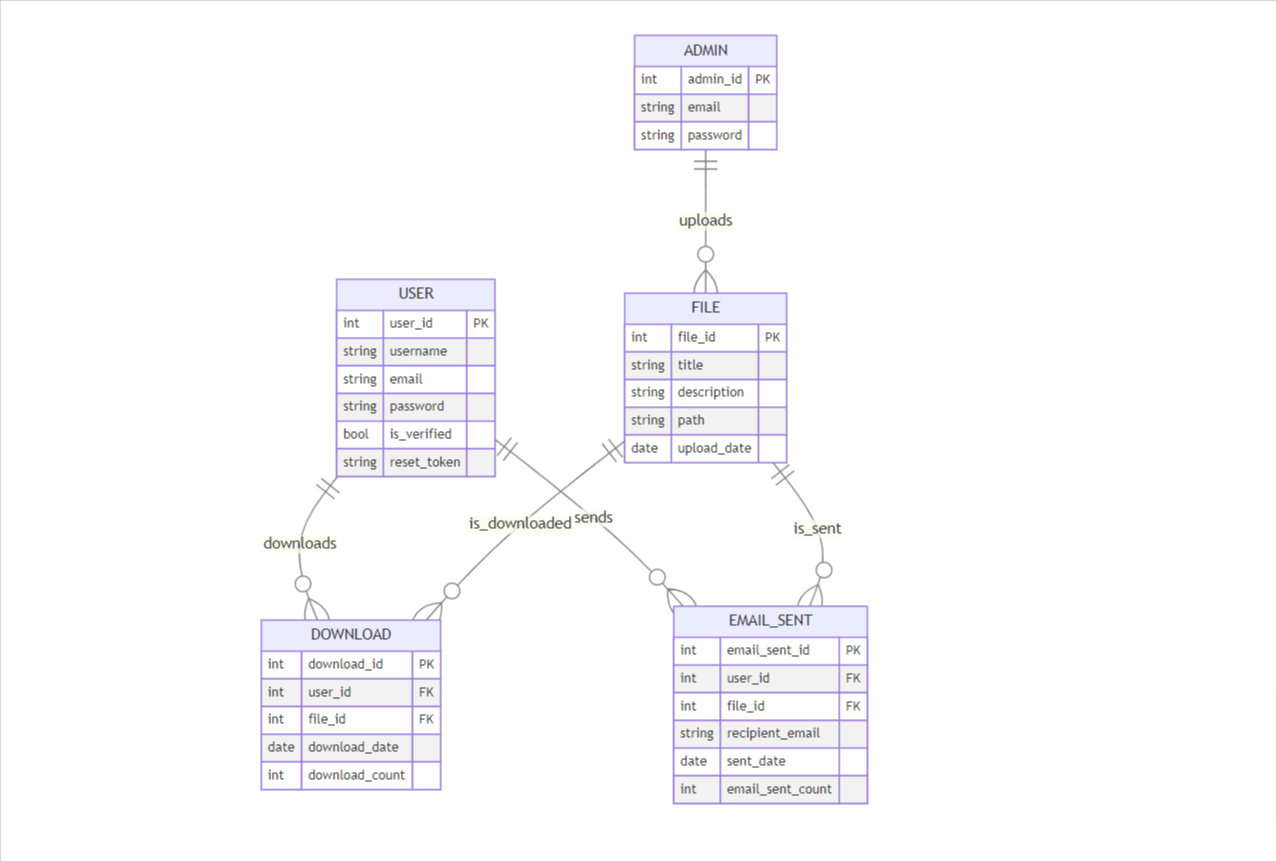 ADMIN
int admin_id PK
string email
string password
uploads
USER
int user_id PK
string username
string email
string password
bool is_verified
string reset_token
FILE
int file_id PK
string title
string description
string path
date upload_date
downloads
is_downloaded
sends
is_sent
DOWNLOAD
int download_id PK
int user_id FK
int file_id FK
date download_date
int download_count
EMAIL_SENT
int email_sent_id PK
int user_id FK
int file_id FK
string recipient_email
date sent_date
int email_sent_count